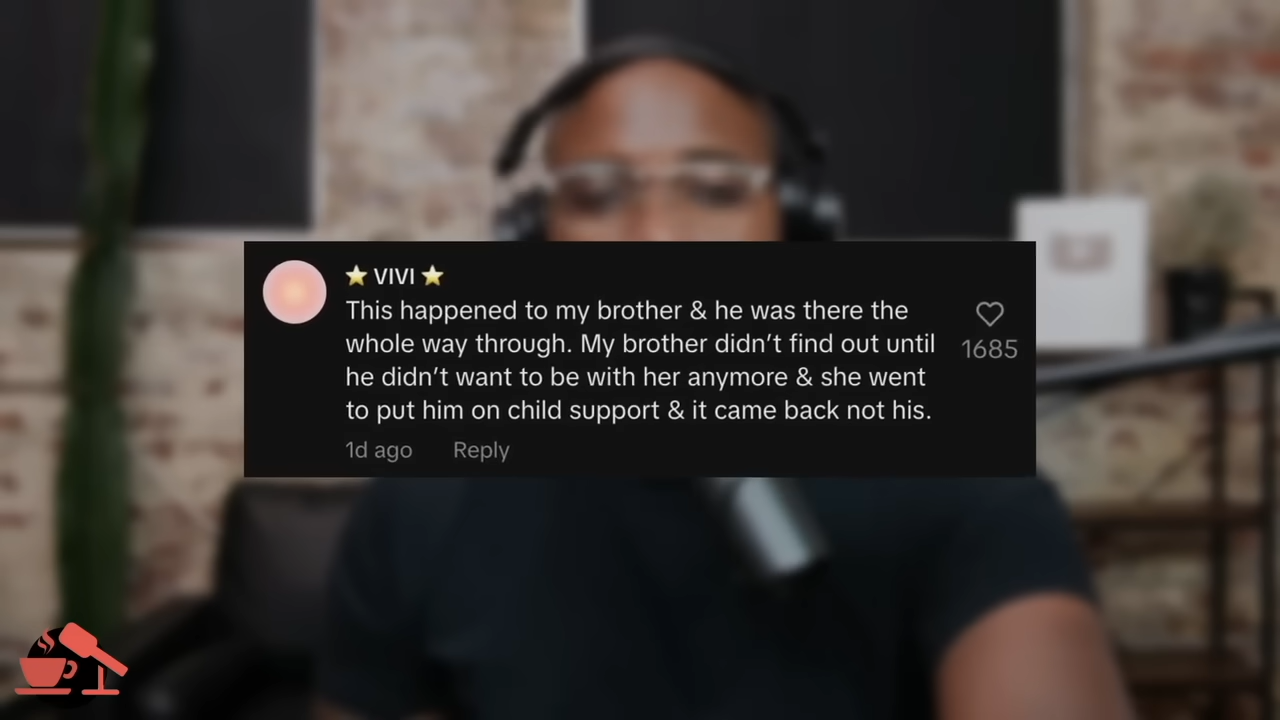 ⭐ VIVI ⭐
This happened to my brother & he was there the
whole way through. My brother didn’t find out until
he didn’t want to be with her anymore & she went
to put him on child support & it came back not his.
1685
1d ago Reply